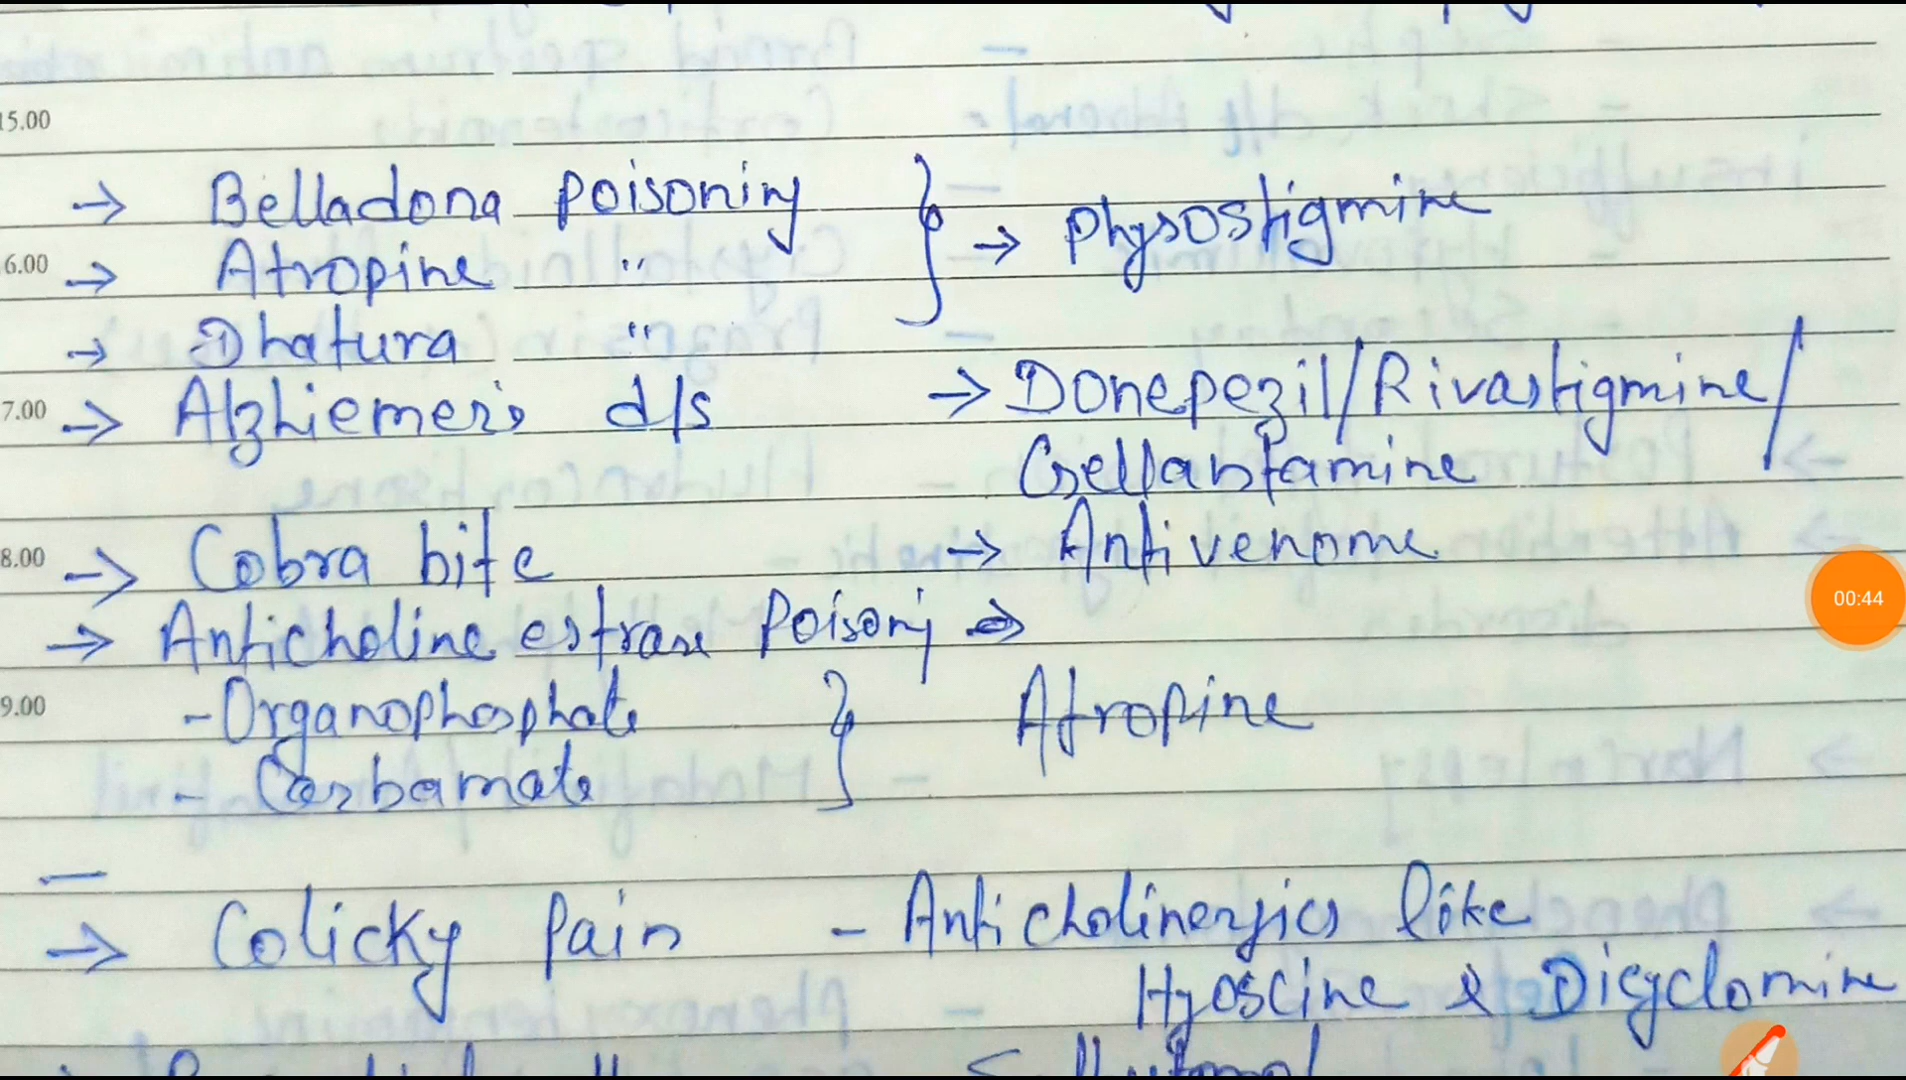 15.00
→ Belladona poisoning } → Physostigmine
6.00 → Atropine "
→ Dhatura "
7.00 → Alzhiemer's d/s → Donepezil/Rivastigmine/
Gellantamine
8.00 → Cobra bite → Antivenome
→ Anticholine estrase Poisonj →
9.00 - Organophosphate } Atropine
- Carbamate
→ Colicky Pain - Anticholinergics like
Hyoscine & Dicyclomine
00:44